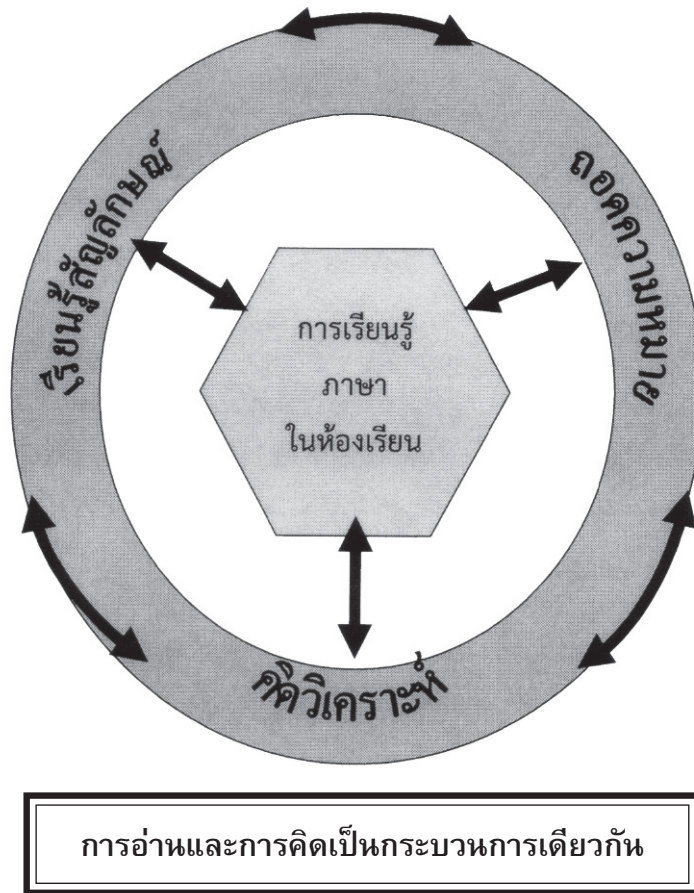 เรียนรู้สัญลักษณ์
ถอดความหมาย
การเรียนรู้
ภาษา
ในห้องเรียน
คิดวิเคราะห์
การอ่านและการคิดเป็นกระบวนการเดียวกัน